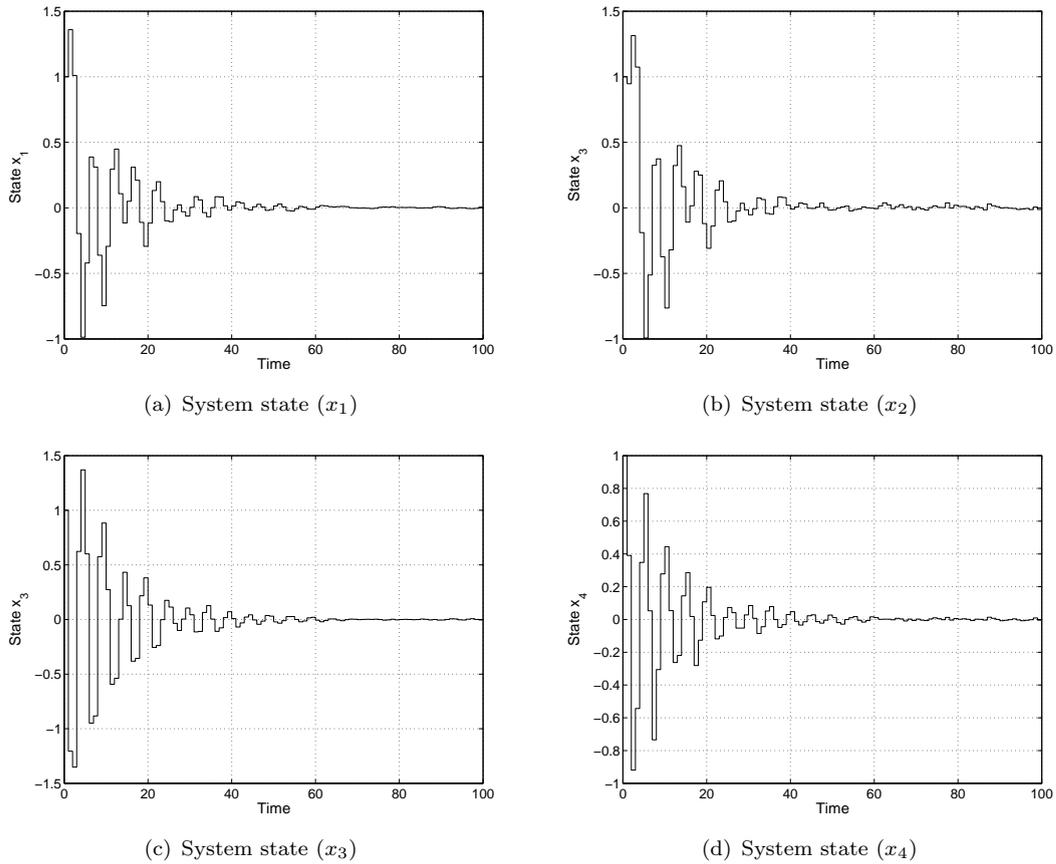 1.5
1
0.5
0
−0.5
−1
State x1
0 20 40 60 80 100
Time
(a) System state (x1)
1.5
1
0.5
0
−0.5
−1
State x3
0 20 40 60 80 100
Time
(b) System state (x2)
1.5
1
0.5
0
−0.5
−1
−1.5
State x3
0 20 40 60 80 100
Time
(c) System state (x3)
1
0.8
0.6
0.4
0.2
0
−0.2
−0.4
−0.6
−0.8
−1
State x4
0 20 40 60 80 100
Time
(d) System state (x4)